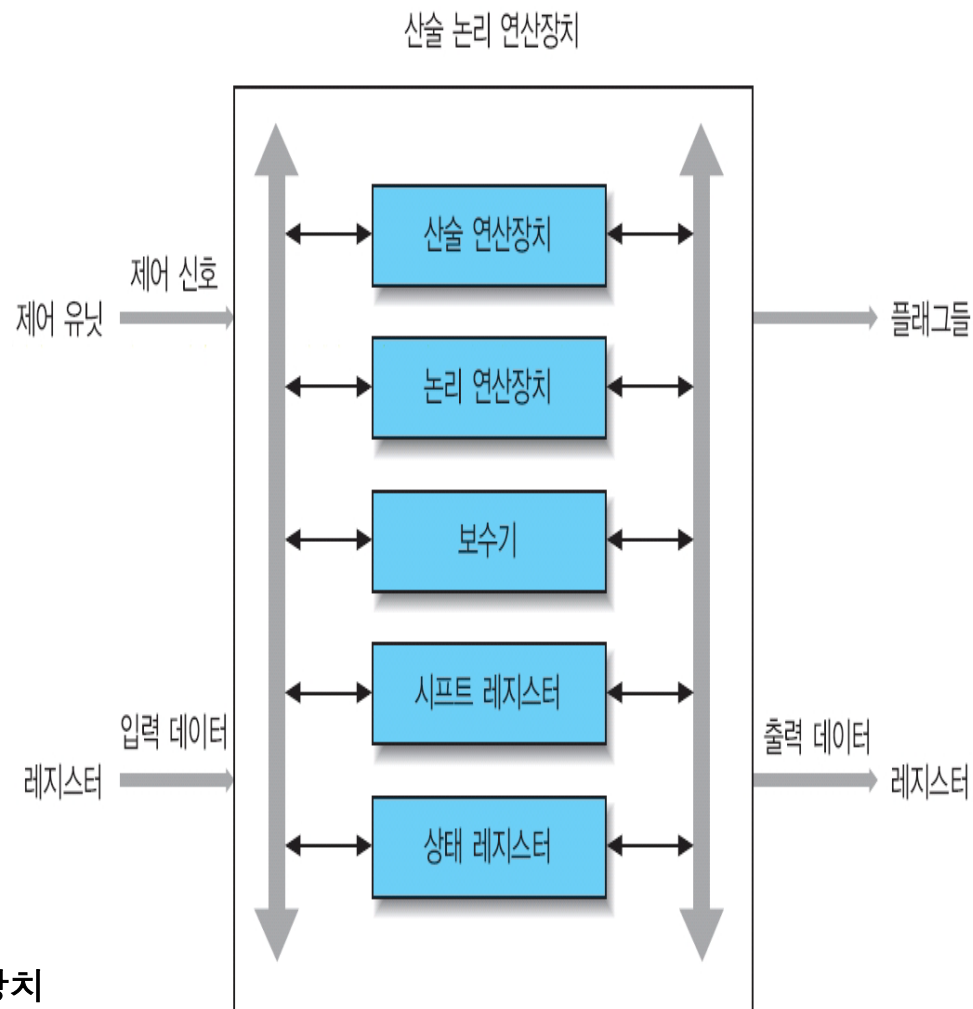 산술 논리 연산장치
산술 연산장치
제어 신호
제어 유닛
플래그들
논리 연산장치
보수기
시프트 레지스터
입력 데이터
출력 데이터
레지스터
레지스터
상태 레지스터
치